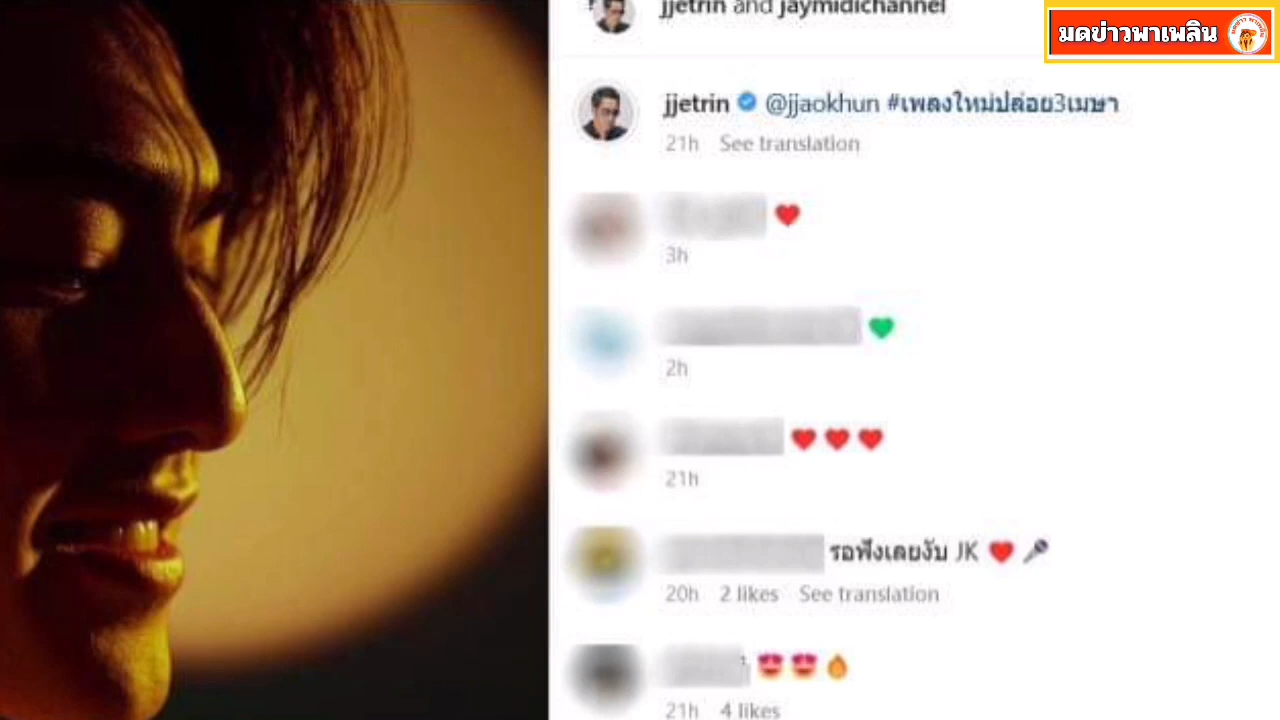 jjetrin and jaymidichannel
มดข่าวพาเพลิน
jjetrin @jjaokhun #เพลงใหม่ปล่อย3เมษา
21h See translation
3h
2h
21h
รอฟังเลยงับ JK
20h 2 likes See translation
21h 4 likes